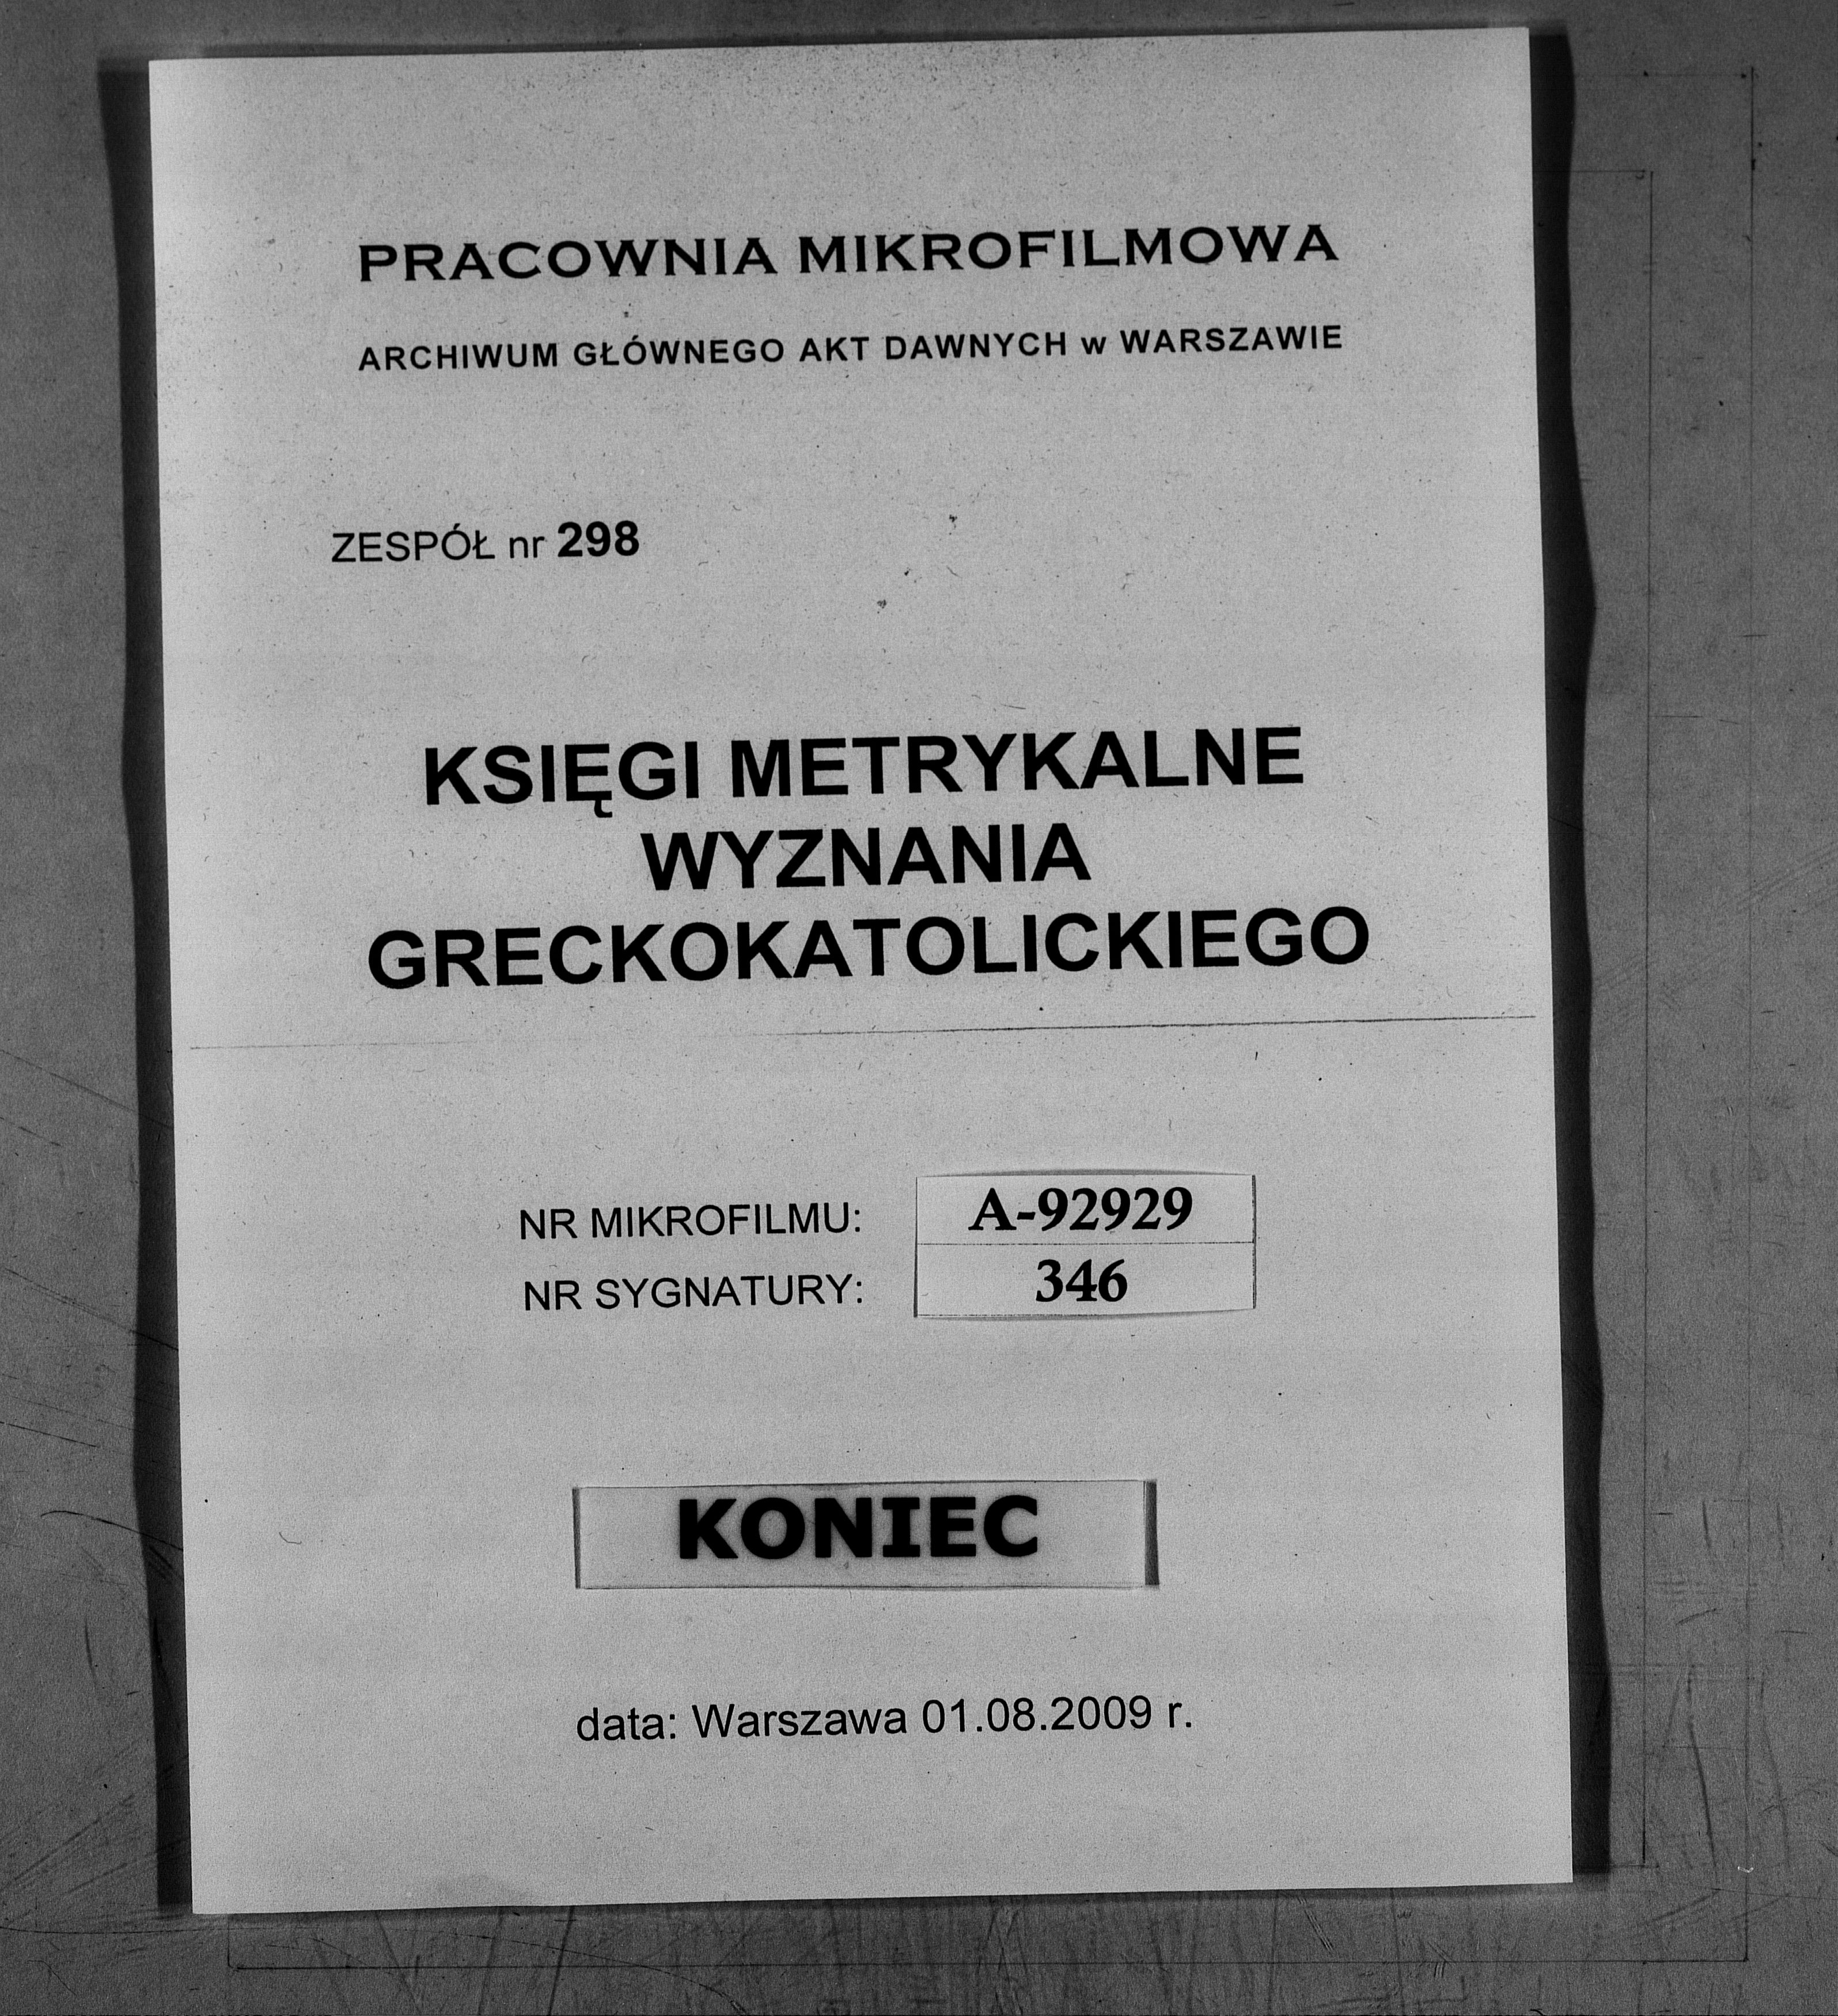 PRACOWNIA MIKROFILMOWA
ARCHIWUM GŁÓWNEGO AKT DAWNYCH w WARSZAWIE
ZESPÓŁ nr 298
KSIĘGI METRYKALNE
WYZNANIA
GRECKOKATOLICKIEGO
NR MIKROFILMU: A-92929
NR SYGNATURY: 346
KONIEC
data: Warszawa 01.08.2009 r.